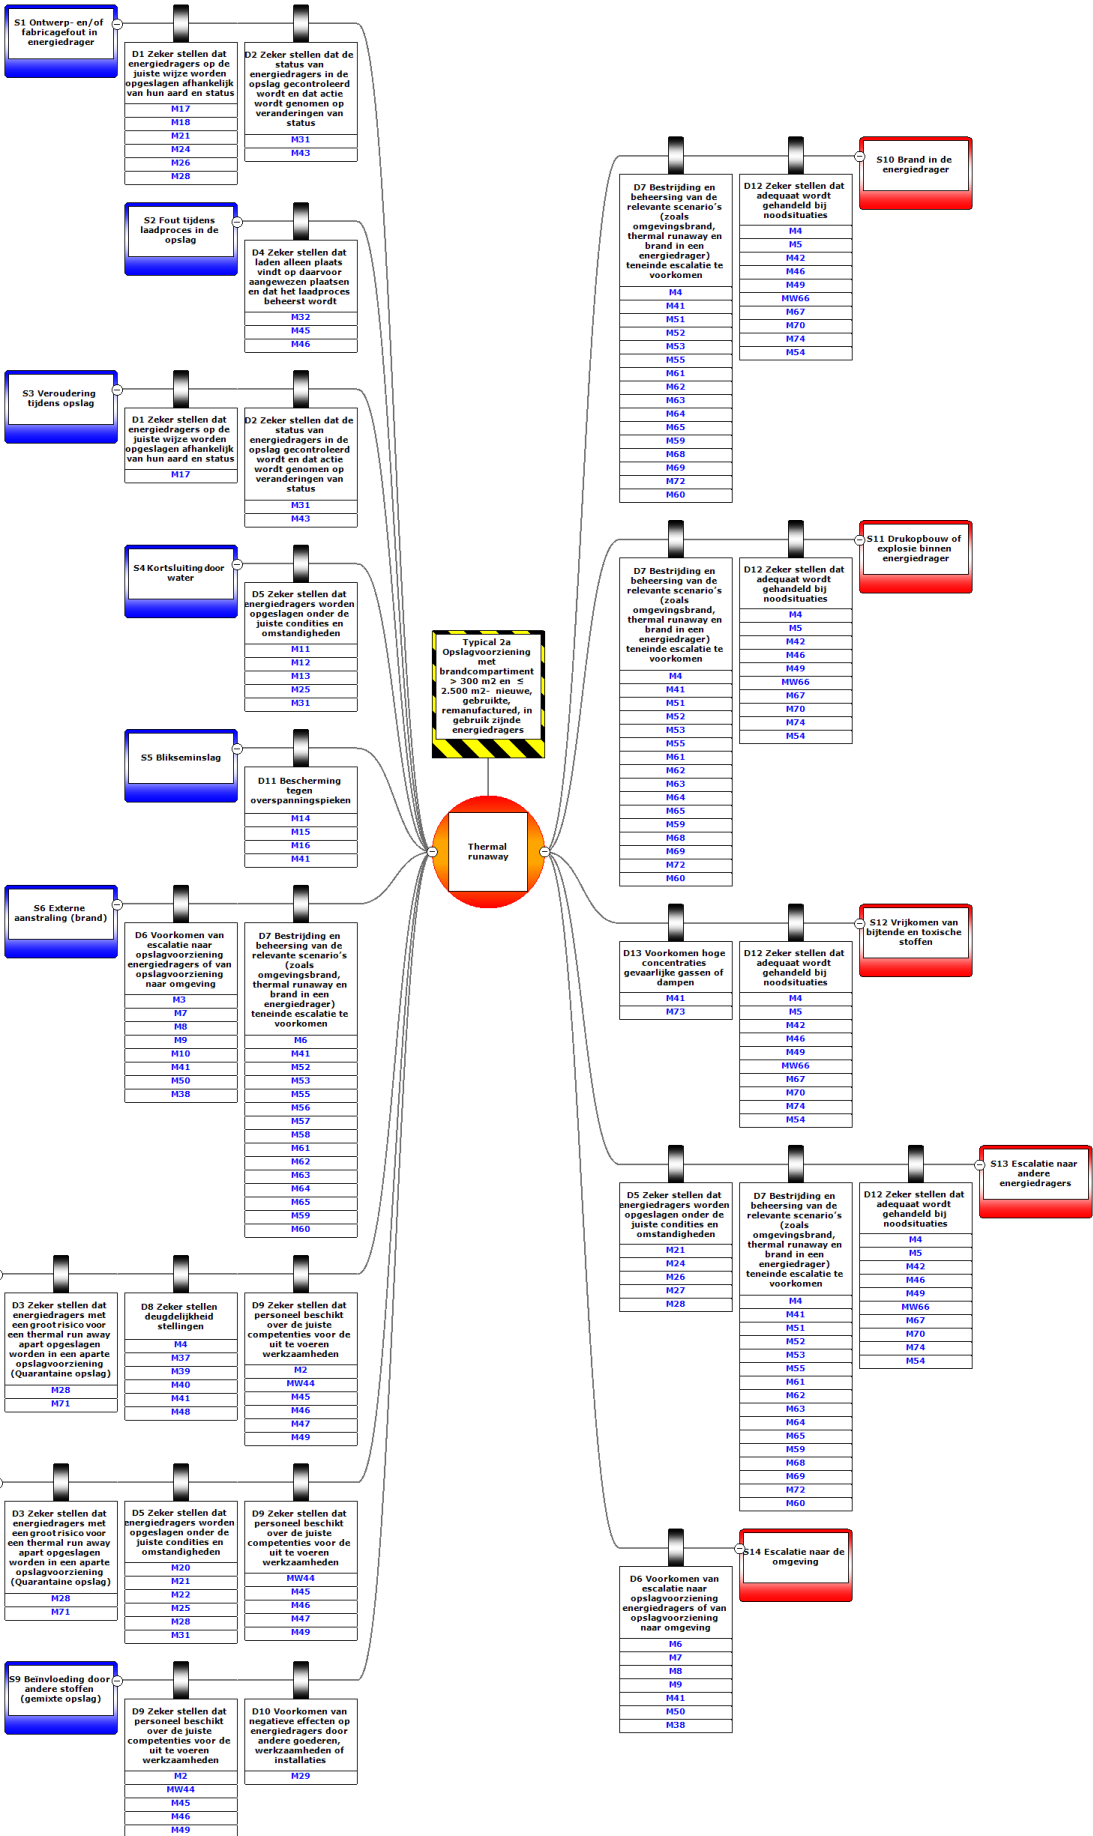 S1 Ontwerp- en/of
fabricagefout in
energiedrager
D1 Zeker stellen dat
energiedragers op de
juiste wijze worden
opgeslagen afhankelijk
van hun aard en status
M17
M18
M21
M24
M26
M28
D2 Zeker stellen dat de
status van
energiedragers in de
opslag gecontroleerd
wordt en dat actie
wordt genomen op
veranderingen van
status
M31
M43
S2 Fout tijdens
laadproces in de
opslag
D4 Zeker stellen dat
laden alleen plaats
vindt op daarvoor
aangewezen plaatsen
en dat het laadproces
beheerst wordt
M32
M45
M46
S3 Veroudering
tijdens opslag
D1 Zeker stellen dat
energiedragers op de
juiste wijze worden
opgeslagen afhankelijk
van hun aard en status
M17
D2 Zeker stellen dat de
status van
energiedragers in de
opslag gecontroleerd
wordt en dat actie
wordt genomen op
veranderingen van
status
M31
M43
S4 Kortsluiting door
water
D5 Zeker stellen dat
energiedragers worden
opgeslagen onder de
juiste condities en
omstandigheden
M11
M12
M13
M25
M31
S5 Blikseminslag
D11 Bescherming
tegen
overspanningspieken
M14
M15
M16
M41
S6 Externe
aanstraling (brand)
D6 Voorkomen van
escalatie naar
opslagvoorziening
energiedragers of van
opslagvoorziening
naar omgeving
M3
M7
M8
M9
M10
M41
M50
M38
D7 Bestrijding en
beheersing van de
relevante scenario's
(zoals
omgevingsbrand,
thermal runaway en
brand in een
energiedrager)
teneinde escalatie te
voorkomen
M6
M41
M52
M53
M55
M56
M57
M58
M61
M62
M63
M64
M65
M59
M60
D3 Zeker stellen dat
energiedragers met
een groot risico voor
een thermal run away
apart opgeslagen
worden in een aparte
opslagvoorziening
(Quarantaine opslag)
M28
M71
D8 Zeker stellen
deugdelijkheid
stellingen
M4
M37
M39
M40
M41
M48
D9 Zeker stellen dat
personeel beschikt
over de juiste
competenties voor de
uit te voeren
werkzaamheden
M2
MW44
M45
M46
M47
M49
D3 Zeker stellen dat
energiedragers met
een groot risico voor
een thermal run away
apart opgeslagen
worden in een aparte
opslagvoorziening
(Quarantaine opslag)
M28
M71
D5 Zeker stellen dat
energiedragers worden
opgeslagen onder de
juiste condities en
omstandigheden
M20
M21
M22
M25
M28
M31
D9 Zeker stellen dat
personeel beschikt
over de juiste
competenties voor de
uit te voeren
werkzaamheden
MW44
M45
M46
M47
M49
S9 Beïnvloeding door
andere stoffen
(gemixte opslag)
D9 Zeker stellen dat
personeel beschikt
over de juiste
competenties voor de
uit te voeren
werkzaamheden
M2
MW44
M45
M46
M49
D10 Voorkomen van
negatieve effecten op
energiedragers door
andere goederen,
werkzaamheden of
installaties
M29
Typical 2a
Opslagvoorziening
met
brandcompartiment
> 300 m2 en ≤
2.500 m2- nieuwe,
gebruikte,
remanufactured, in
gebruik zijnde
energiedragers
Thermal
runaway
D7 Bestrijding en
beheersing van de
relevante scenario's
(zoals
omgevingsbrand,
thermal runaway en
brand in een
energiedrager)
teneinde escalatie te
voorkomen
M4
M41
M51
M52
M53
M55
M61
M62
M63
M64
M65
M59
M68
M69
M72
M60
D12 Zeker stellen dat
adequaat wordt
gehandeld bij
noodsituaties
M4
M5
M42
M46
M49
MW66
M67
M70
M74
M54
S10 Brand in de
energiedrager
D7 Bestrijding en
beheersing van de
relevante scenario's
(zoals
omgevingsbrand,
thermal runaway en
brand in een
energiedrager)
teneinde escalatie te
voorkomen
M4
M41
M51
M52
M53
M55
M61
M62
M63
M64
M65
M59
M68
M69
M72
M60
D12 Zeker stellen dat
adequaat wordt
gehandeld bij
noodsituaties
M4
M5
M42
M46
M49
MW66
M67
M70
M74
M54
S11 Drukopbouw of
explosie binnen
energiedrager
D13 Voorkomen hoge
concentraties
gevaarlijke gassen of
dampen
M41
M73
D12 Zeker stellen dat
adequaat wordt
gehandeld bij
noodsituaties
M4
M5
M42
M46
M49
MW66
M67
M70
M74
M54
S12 Vrijkomen van
bijtende en toxische
stoffen
D5 Zeker stellen dat
energiedragers worden
opgeslagen onder de
juiste condities en
omstandigheden
M21
M24
M26
M27
M28
D7 Bestrijding en
beheersing van de
relevante scenario's
(zoals
omgevingsbrand,
thermal runaway en
brand in een
energiedrager)
teneinde escalatie te
voorkomen
M4
M41
M51
M52
M53
M55
M61
M62
M63
M64
M65
M59
M68
M69
M72
M60
D12 Zeker stellen dat
adequaat wordt
gehandeld bij
noodsituaties
M4
M5
M42
M46
M49
MW66
M67
M70
M74
M54
S13 Escalatie naar
andere
energiedragers
D6 Voorkomen van
escalatie naar
opslagvoorziening
energiedragers of van
opslagvoorziening
naar omgeving
M6
M7
M8
M9
M41
M50
M38
S14 Escalatie naar de
omgeving